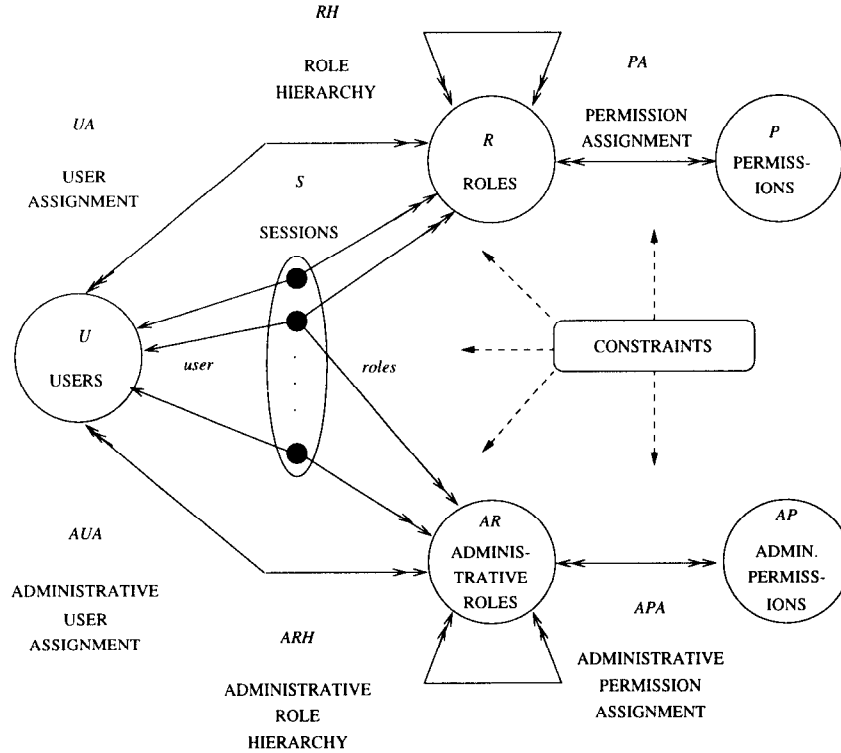 RH
ROLE
HIERARCHY
PA
PERMISSION
ASSIGNMENT
UA
USER
ASSIGNMENT
S
SESSIONS
R
ROLES
P
PERMISS-
IONS
U
USERS
user
roles
CONSTRAINTS
AUA
ADMINISTRATIVE
USER
ASSIGNMENT
ARH
ADMINISTRATIVE
ROLE
HIERARCHY
AR
ADMINIS-
TRATIVE
ROLES
APA
ADMINISTRATIVE
PERMISSION
ASSIGNMENT
AP
ADMIN.
PERMISS-
IONS